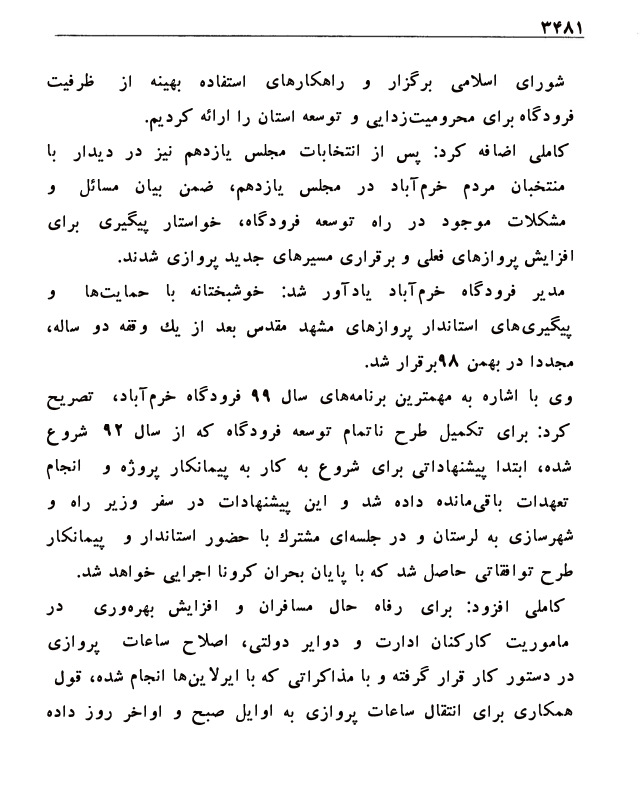 ۳۴۸۱
شورای اسلامی برگزار و راهکارهای استفاده بهینه از ظرفیت
فرودگاه برای محرومیت‌زدایی و توسعه استان را ارائه کردیم.
کاملی اضافه کرد: پس از انتخابات مجلس یازدهم نیز در دیدار با
منتخبان مردم خرم‌آباد در مجلس یازدهم، ضمن بیان مسائل و
مشکلات موجود در راه توسعه فرودگاه، خواستار پیگیری برای
افزایش پروازهای فعلی و برقراری مسیرهای جدید پروازی شدند.
مدیر فرودگاه خرم‌آباد یادآور شد: خوشبختانه با حمایت‌ها و
پیگیری‌های استاندار پروازهای مشهد مقدس بعد از یك وقفه دو ساله،
مجددا در بهمن ۹۸برقرار شد.
وی با اشاره به مهمترین برنامه‌های سال ۹۹ فرودگاه خرم‌آباد، تصریح
کرد: برای تکمیل طرح ناتمام توسعه فرودگاه که از سال ۹۲ شروع
شده، ابتدا پیشنهاداتی برای شروع به کار به پیمانکار پروژه و انجام
تعهدات باقی‌مانده داده شد و این پیشنهادات در سفر وزیر راه و
شهرسازی به لرستان و در جلسه‌ای مشترك با حضور استاندار و پیمانکار
طرح توافقاتی حاصل شد که با پایان بحران کرونا اجرایی خواهد شد.
کاملی افزود: برای رفاه حال مسافران و افزایش بهره‌وری در
ماموریت کارکنان ادارت و دوایر دولتی، اصلاح ساعات پروازی
در دستور کار قرار گرفته و با مذاکراتی که با ایرلاین‌ها انجام شده، قول
همکاری برای انتقال ساعات پروازی به اوایل صبح و اواخر روز داده